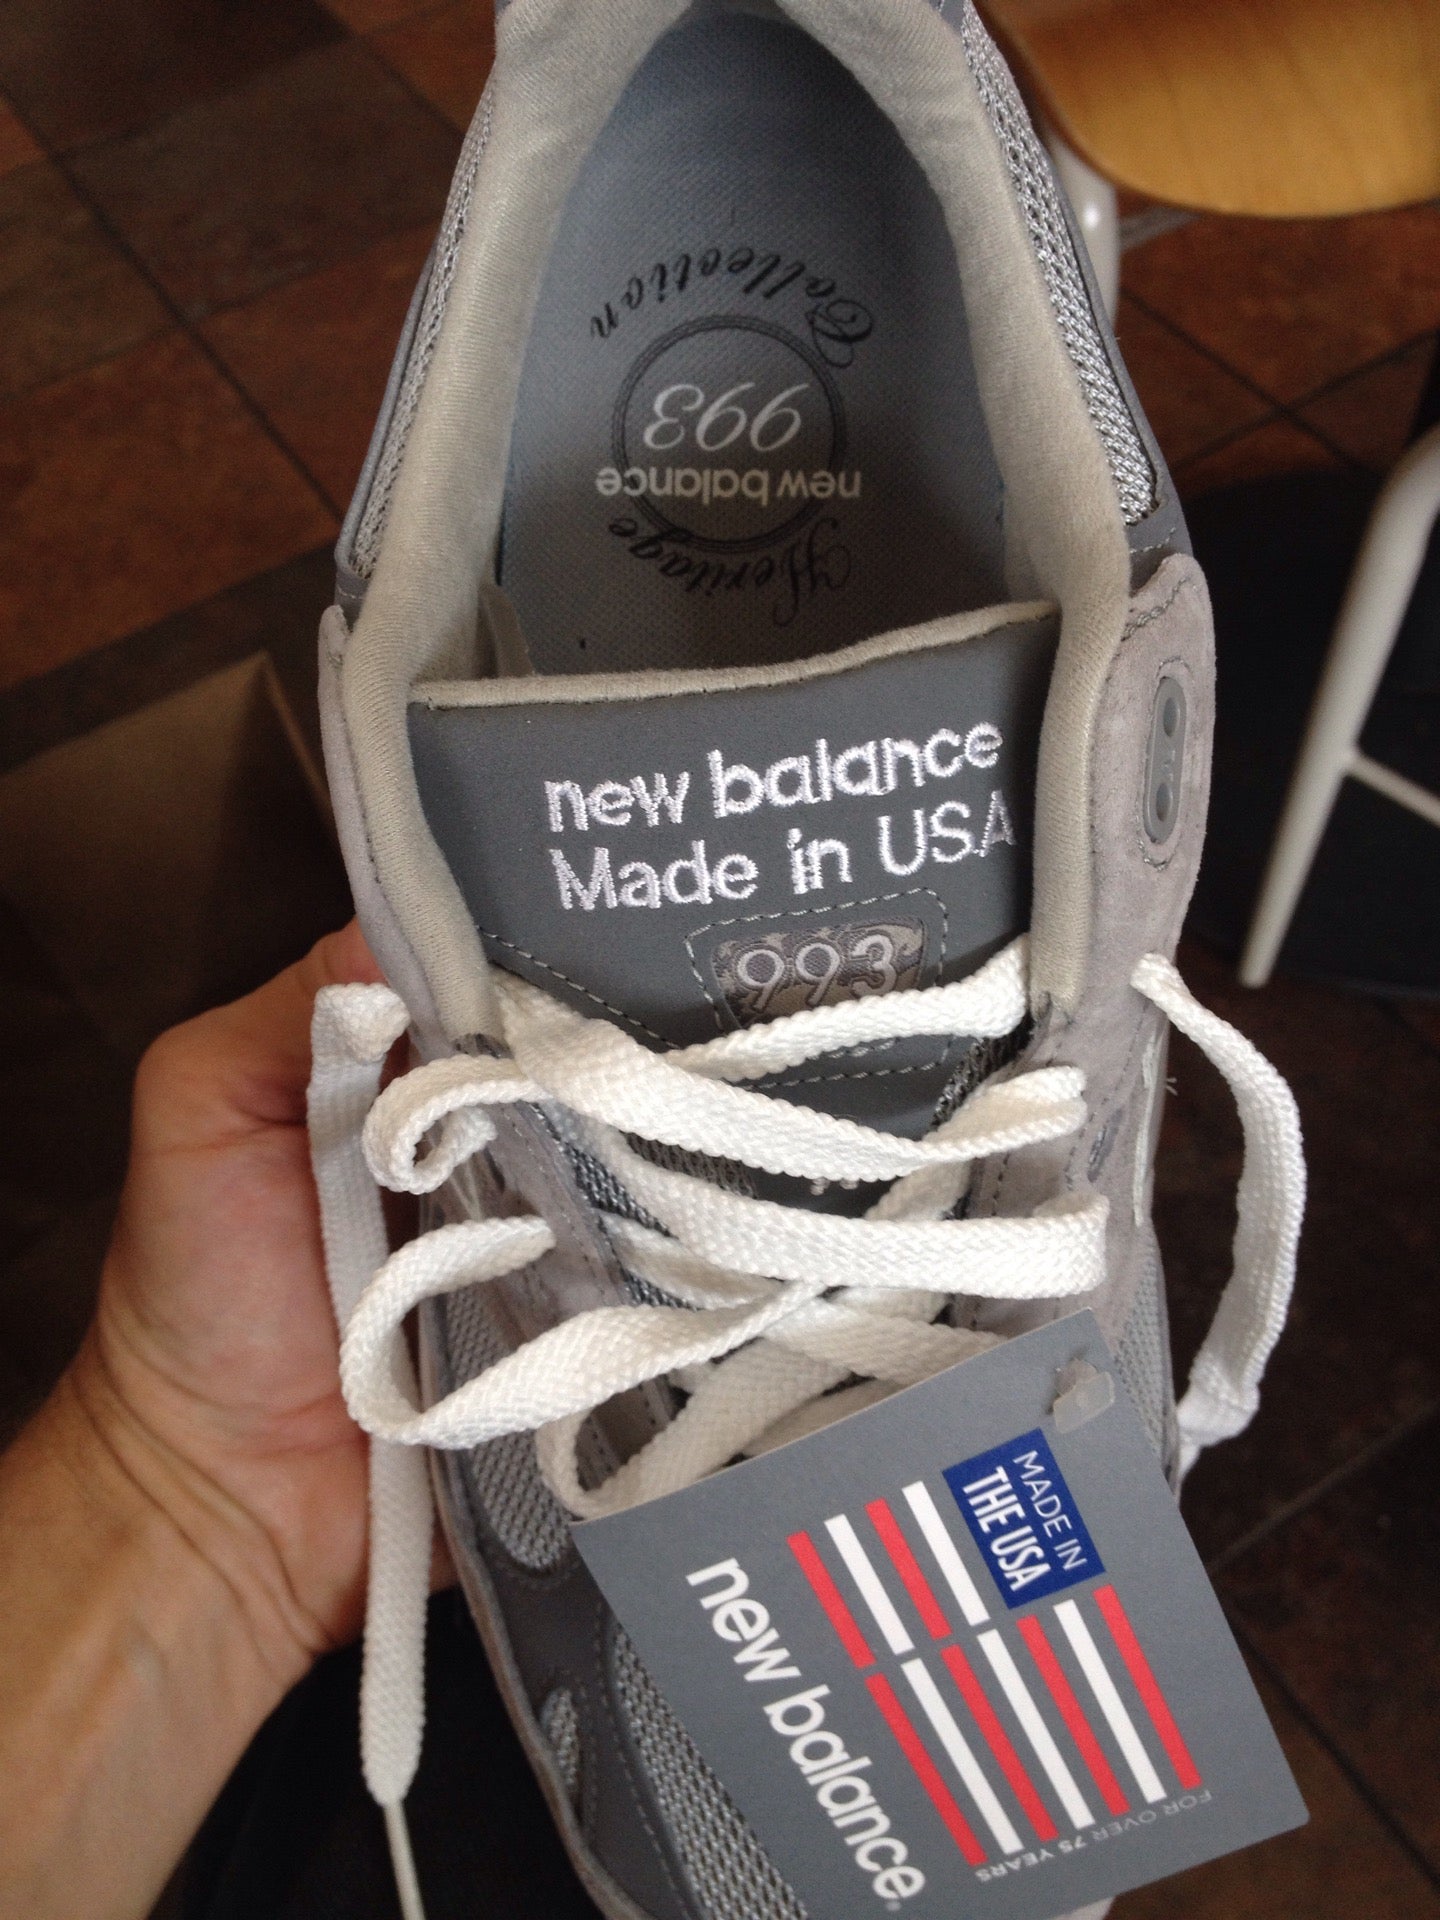 Collection
993
new balance
Heritage
new balance
Made in USA
993
MADE IN
THE USA
new balance
FOR OVER 75 YEARS